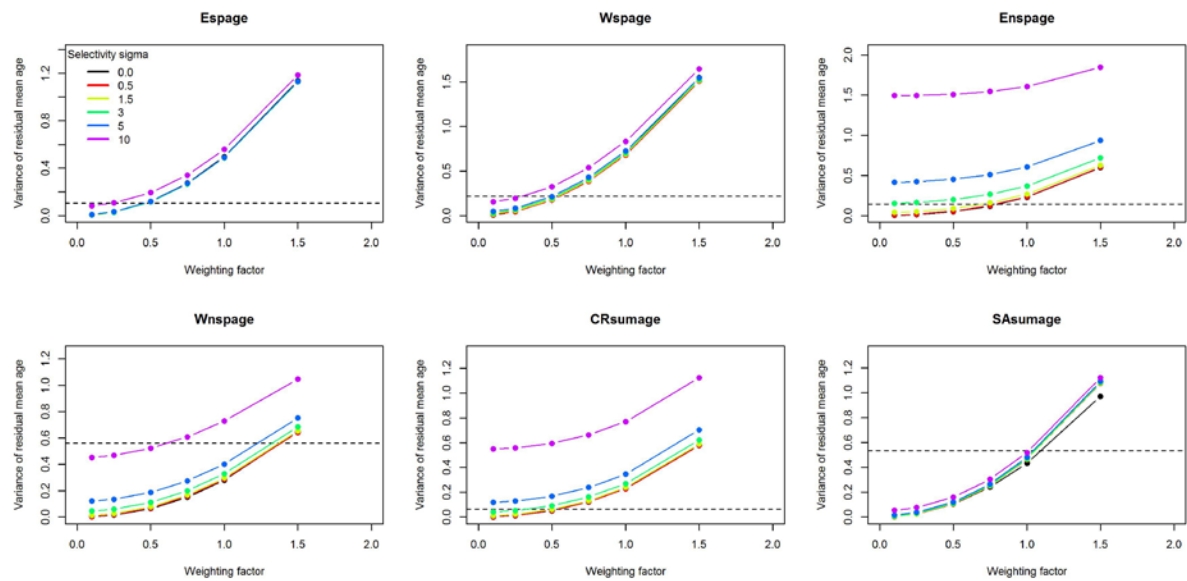 Espage
Wspage
Enspage
Variance of residual mean age
0.0 0.4 0.8 1.2
Selectivity sigma
0.0
0.5
1.5
3
5
10
0.0 0.5 1.0 1.5 2.0
Weighting factor
Variance of residual mean age
0.0 0.5 1.0 1.5
0.0 0.5 1.0 1.5 2.0
Weighting factor
Variance of residual mean age
0.0 0.5 1.0 1.5 2.0
0.0 0.5 1.0 1.5 2.0
Weighting factor
Wnspage
CRsumage
SAsumage
Variance of residual mean age
0.0 0.2 0.4 0.6 0.8 1.0 1.2
0.0 0.5 1.0 1.5 2.0
Weighting factor
Variance of residual mean age
0.0 0.2 0.4 0.6 0.8 1.0 1.2
0.0 0.5 1.0 1.5 2.0
Weighting factor
Variance of residual mean age
0.0 0.2 0.4 0.6 0.8 1.0 1.2
0.0 0.5 1.0 1.5 2.0
Weighting factor